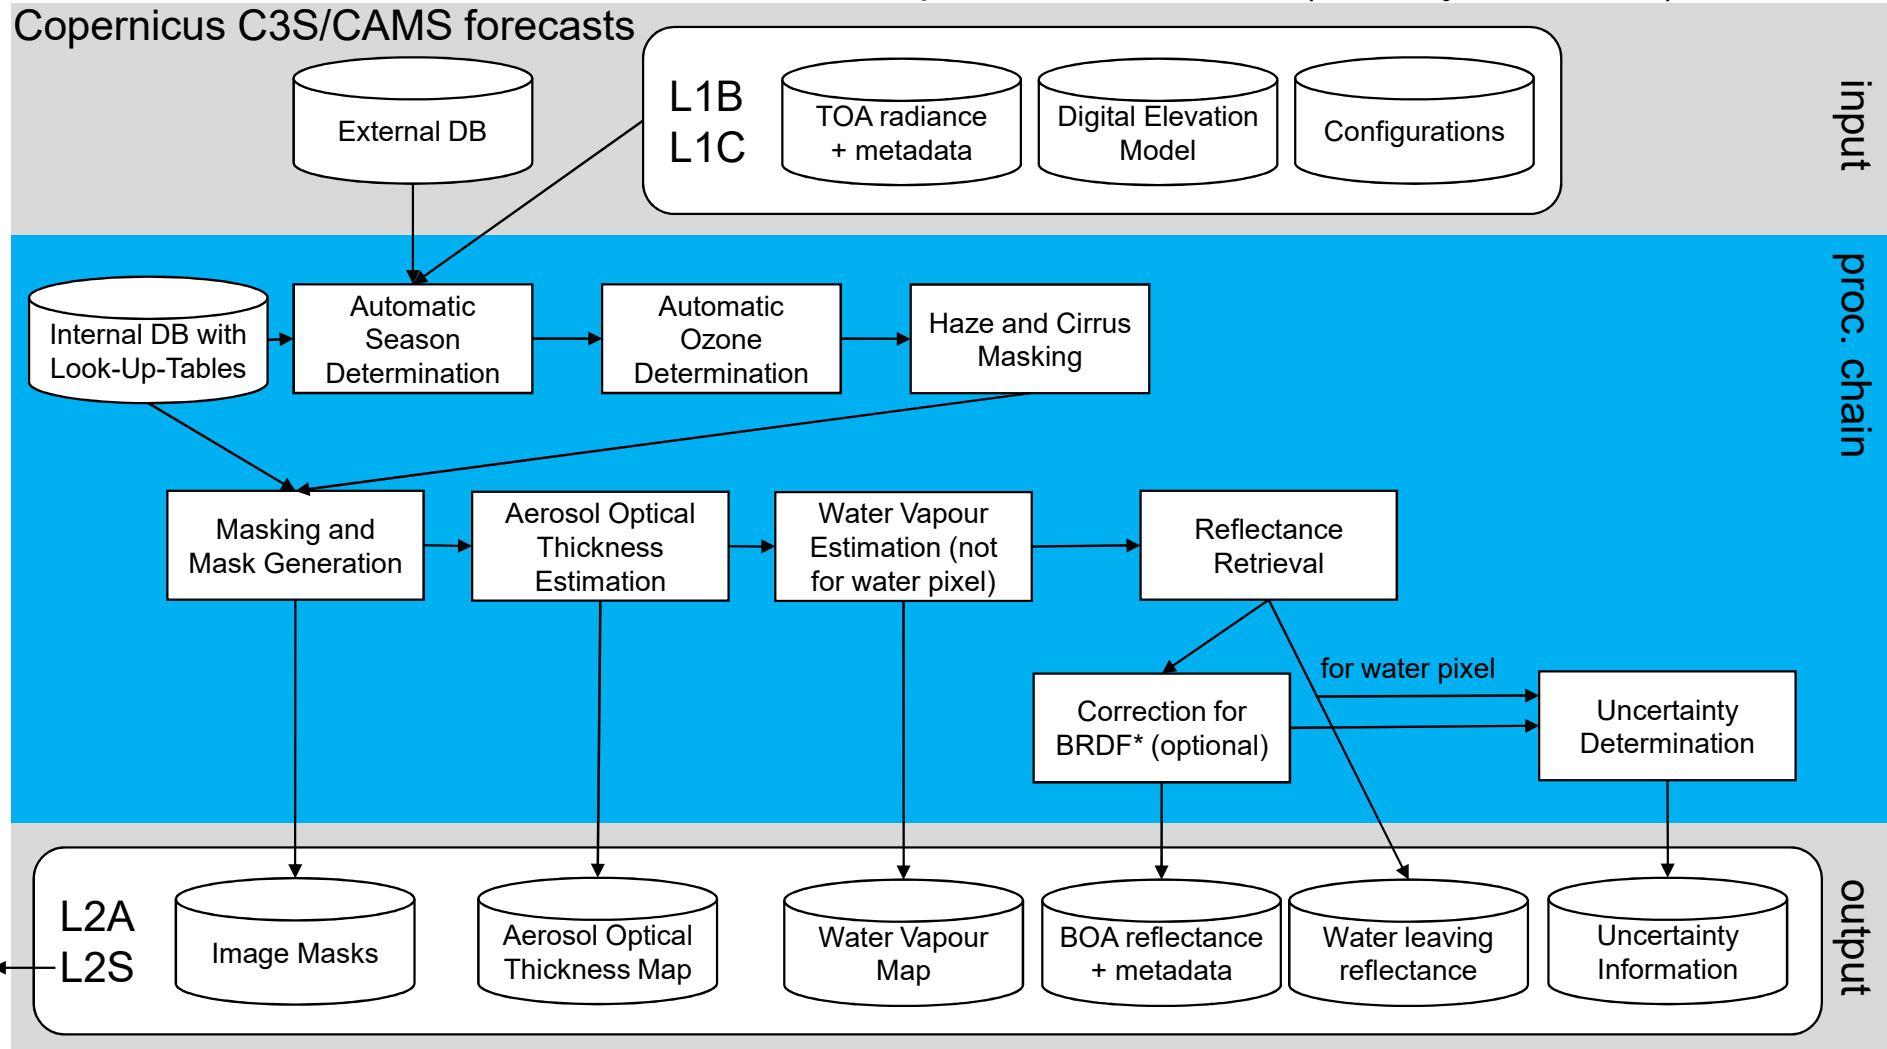 Copernicus C3S/CAMS forecasts
External DB
L1B
L1C
TOA radiance
+ metadata
Digital Elevation
Model
Configurations
input
Internal DB with
Look-Up-Tables
Automatic
Season
Determination
Automatic
Ozone
Determination
Haze and Cirrus
Masking
proc. chain
Masking and
Mask Generation
Aerosol Optical
Thickness
Estimation
Water Vapour
Estimation (not
for water pixel)
Reflectance
Retrieval
for water pixel
Correction for
BRDF* (optional)
Uncertainty
Determination
L2A
L2S
Image Masks
Aerosol Optical
Thickness Map
Water Vapour
Map
BOA reflectance
+ metadata
Water leaving
reflectance
Uncertainty
Information
output